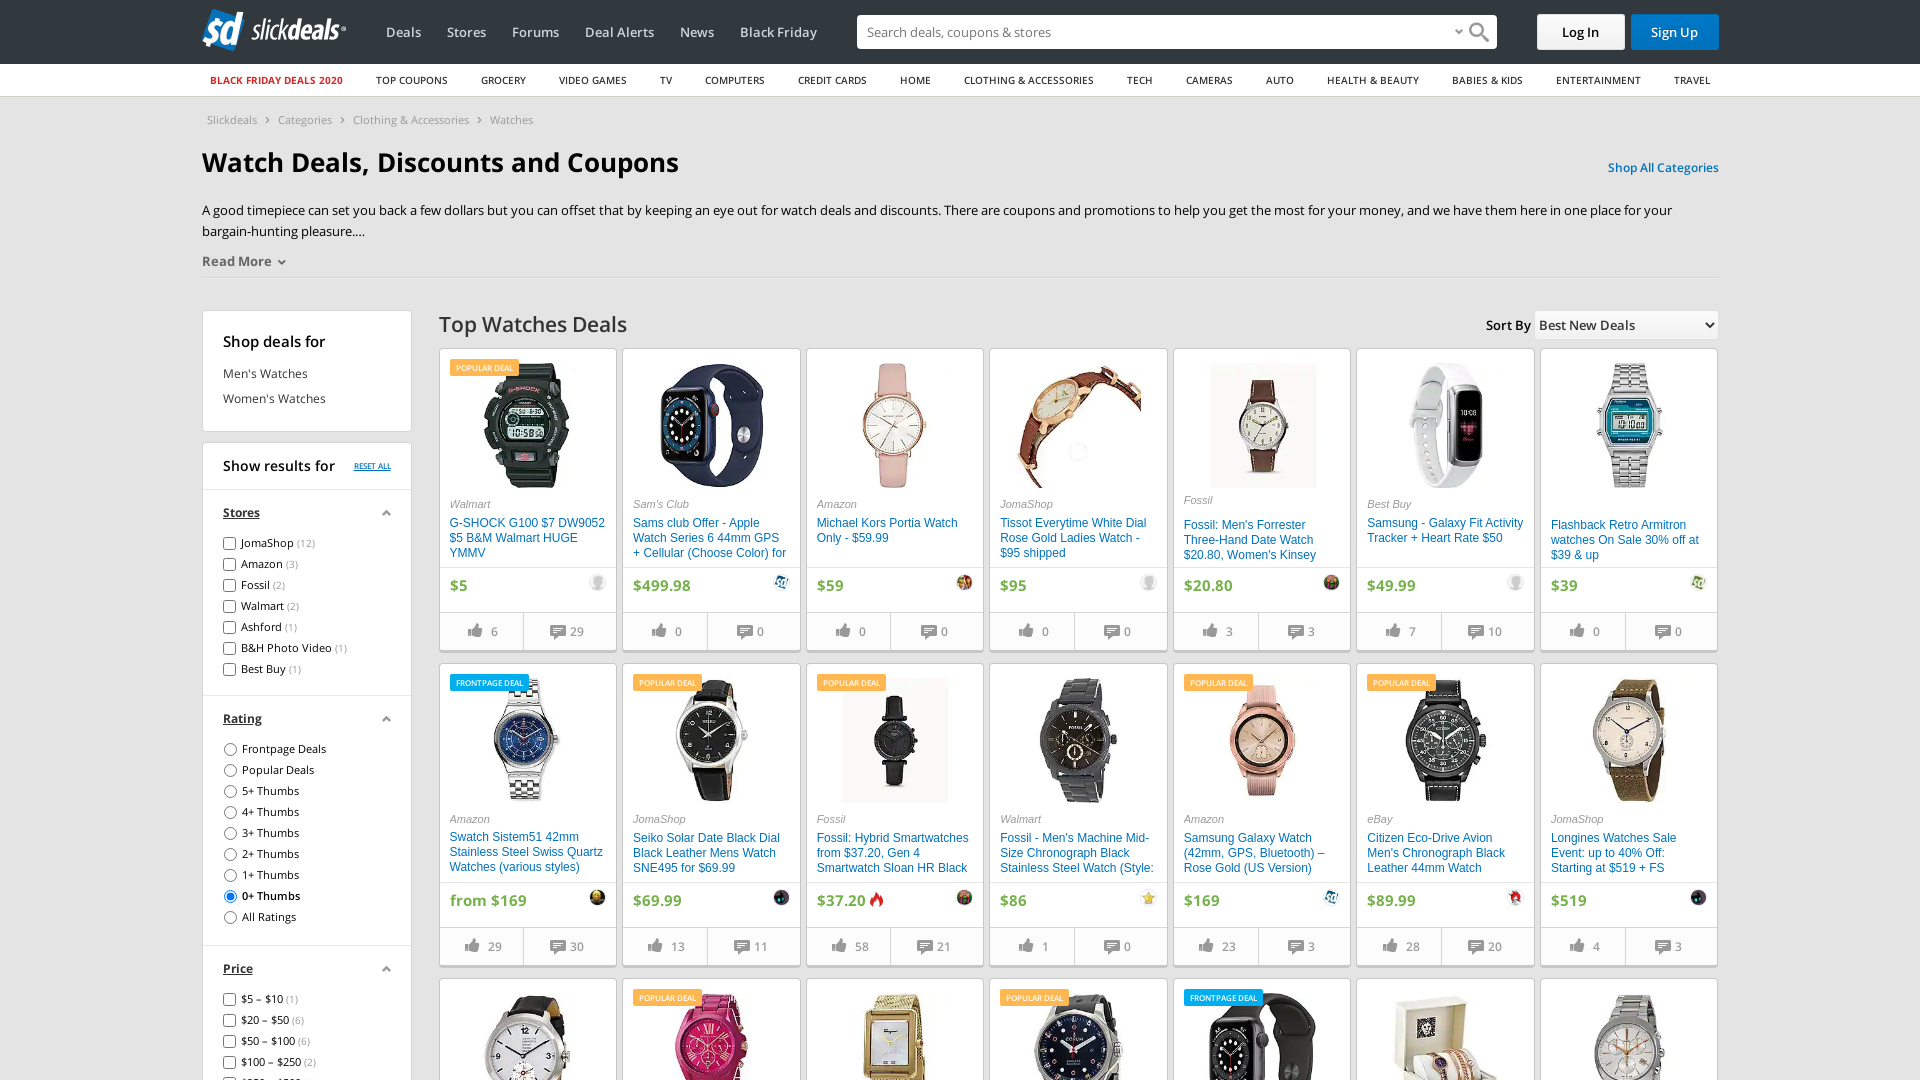 sd slickdeals
Deals Stores Forums Deal Alerts News Black Friday
Search deals, coupons & stores
Log In Sign Up
BLACK FRIDAY DEALS 2020 TOP COUPONS GROCERY VIDEO GAMES TV COMPUTERS CREDIT CARDS HOME CLOTHING & ACCESSORIES TECH CAMERAS AUTO HEALTH & BEAUTY BABIES & KIDS ENTERTAINMENT TRAVEL
Slickdeals > Categories > Clothing & Accessories > Watches
Watch Deals, Discounts and Coupons
Shop All Categories
A good timepiece can set you back a few dollars but you can offset that by keeping an eye out for watch deals and discounts. There are coupons and promotions to help you get the most for your money, and we have them here in one place for your
bargain-hunting pleasure....
Read More
Shop deals for
Men's Watches
Women's Watches
Show results for RESET ALL
Stores
JomaShop (12)
Amazon (3)
Fossil (2)
Walmart (2)
Ashford (1)
B&H Photo Video (1)
Best Buy (1)
Rating
Frontpage Deals
Popular Deals
5+ Thumbs
4+ Thumbs
3+ Thumbs
2+ Thumbs
1+ Thumbs
0+ Thumbs
All Ratings
Price
$5 – $10 (1)
$20 – $50 (6)
$50 – $100 (6)
$100 – $250 (2)
Top Watches Deals
Sort By Best New Deals
POPULAR DEAL
Walmart
G-SHOCK G100 $7 DW9052
$5 B&M Walmart HUGE
YMMV
$5
6 29
Sam's Club
Sams club Offer - Apple
Watch Series 6 44mm GPS
+ Cellular (Choose Color) for
$499.98
0 0
Amazon
Michael Kors Portia Watch
Only - $59.99
$59
0 0
JomaShop
Tissot Everytime White Dial
Rose Gold Ladies Watch -
$95 shipped
$95
0 0
Fossil
Fossil: Men's Forrester
Three-Hand Date Watch
$20.80, Women's Kinsey
$20.80
3 3
Best Buy
Samsung - Galaxy Fit Activity
Tracker + Heart Rate $50
$49.99
7 10
Flashback Retro Armitron
watches On Sale 30% off at
$39 & up
$39
0 0
FRONTPAGE DEAL
Amazon
Swatch Sistem51 42mm
Stainless Steel Swiss Quartz
Watches (various styles)
from $169
29 30
POPULAR DEAL
JomaShop
Seiko Solar Date Black Dial
Black Leather Mens Watch
SNE495 for $69.99
$69.99
13 11
POPULAR DEAL
Fossil
Fossil: Hybrid Smartwatches
from $37.20, Gen 4
Smartwatch Sloan HR Black
$37.20
58 21
Walmart
Fossil - Men's Machine Mid-
Size Chronograph Black
Stainless Steel Watch (Style:
$86
1 0
POPULAR DEAL
Amazon
Samsung Galaxy Watch
(42mm, GPS, Bluetooth) –
Rose Gold (US Version)
$169
23 3
POPULAR DEAL
eBay
Citizen Eco-Drive Avion
Men's Chronograph Black
Leather 44mm Watch
$89.99
28 20
JomaShop
Longines Watches Sale
Event: up to 40% Off:
Starting at $519 + FS
$519
4 3
POPULAR DEAL
POPULAR DEAL
FRONTPAGE DEAL